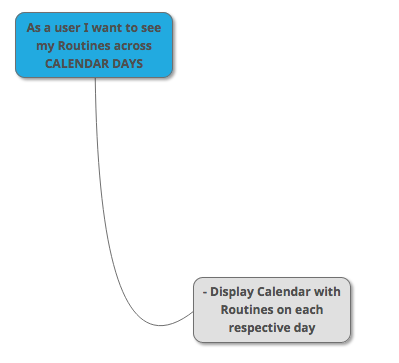 As a user I want to see
my Routines across
CALENDAR DAYS
- Display Calendar with
Routines on each
respective day